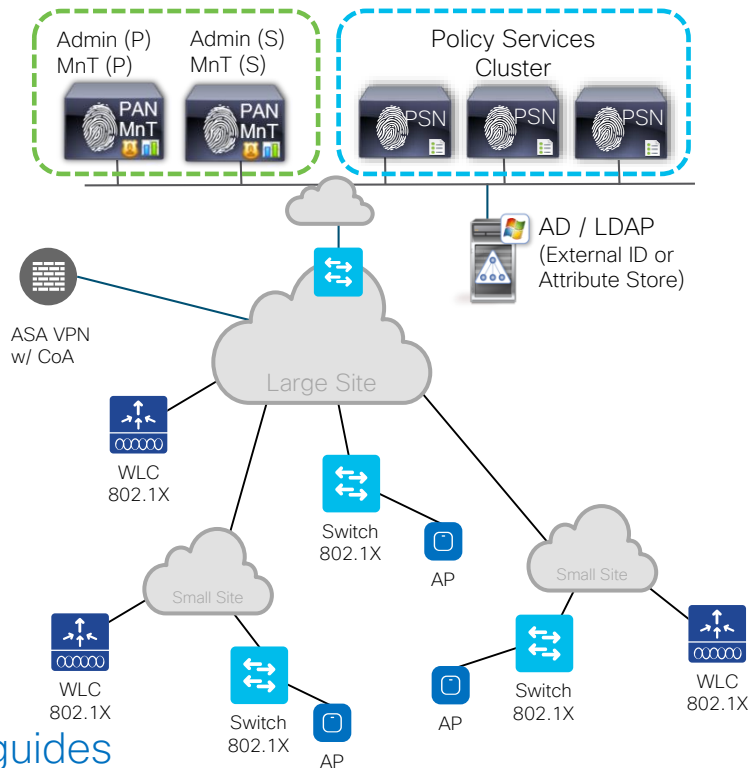 Admin (P)
MnT (P)
Admin (S)
MnT (S)
Policy Services
Cluster
PAN
MnT
PAN
MnT
PSN
PSN
PSN
AD / LDAP
(External ID or
Attribute Store)
ASA VPN
w/ CoA
Large Site
WLC
802.1X
Switch
802.1X
AP
Small Site
Small Site
WLC
802.1X
Switch
802.1X
AP
AP
Switch
802.1X
WLC
802.1X
guides